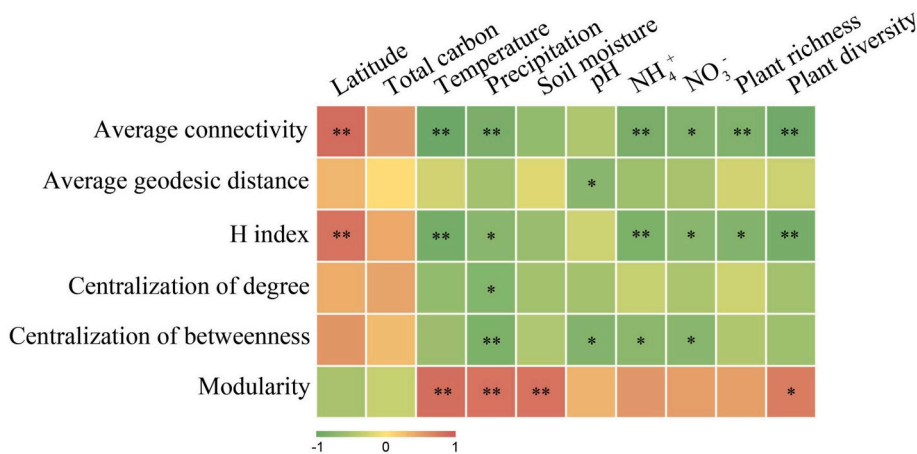 Latitude
Total carbon
Temperature
Precipitation
Soil moisture
pH
NH₄⁺
NO₃⁻
Plant richness
Plant diversity
Average connectivity ** ** ** ** * ** **
Average geodesic distance *
H index ** ** * ** * * **
Centralization of degree *
Centralization of betweenness ** * * *
Modularity ** ** ** *
-1 0 1